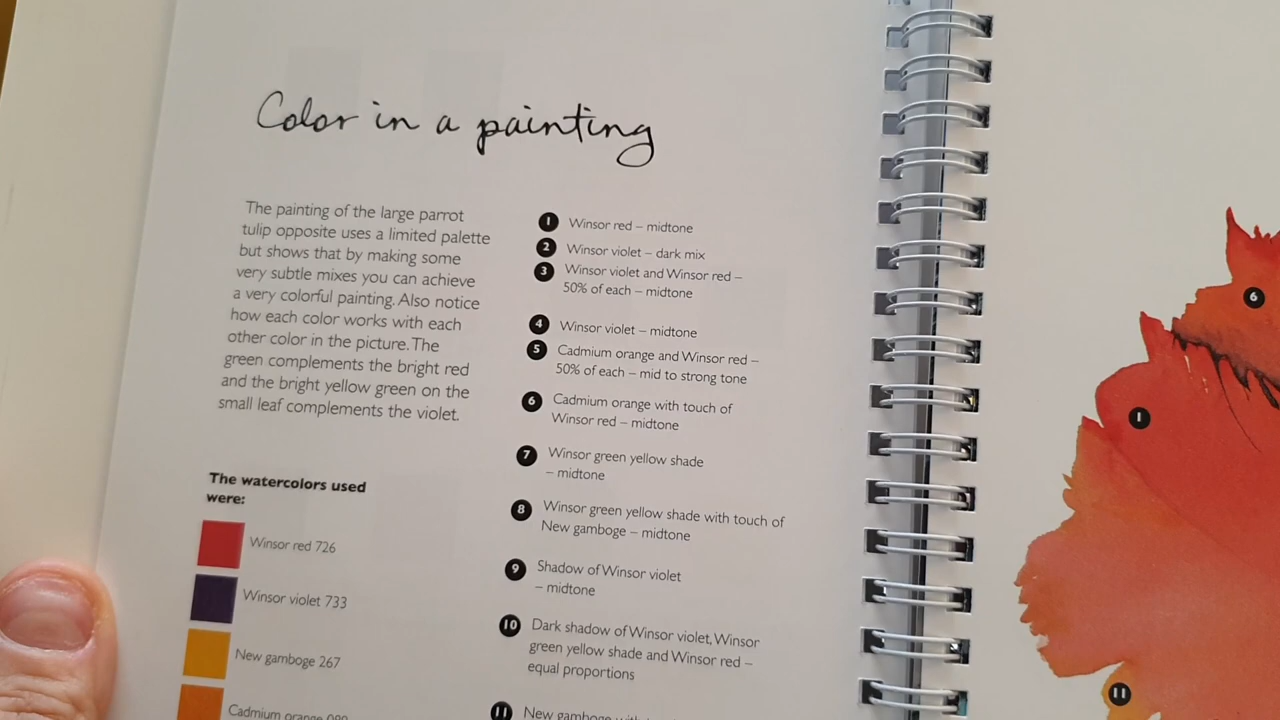 Color in a painting
The painting of the large parrot
tulip opposite uses a limited palette
but shows that by making some
very subtle mixes you can achieve
a very colorful painting. Also notice
how each color works with each
other color in the picture. The
green complements the bright red
and the bright yellow green on the
small leaf complements the violet.
The watercolors used
were:
Winsor red 726
Winsor violet 733
New gamboge 267
Cadmium orange
1 Winsor red – midtone
2 Winsor violet – dark mix
3 Winsor violet and Winsor red –
50% of each – midtone
4 Winsor violet – midtone
5 Cadmium orange and Winsor red –
50% of each – mid to strong tone
6 Cadmium orange with touch of
Winsor red – midtone
7 Winsor green yellow shade
– midtone
8 Winsor green yellow shade with touch of
New gamboge – midtone
9 Shadow of Winsor violet
– midtone
10 Dark shadow of Winsor violet, Winsor
green yellow shade and Winsor red –
equal proportions
11 New gamboge
6
1
11